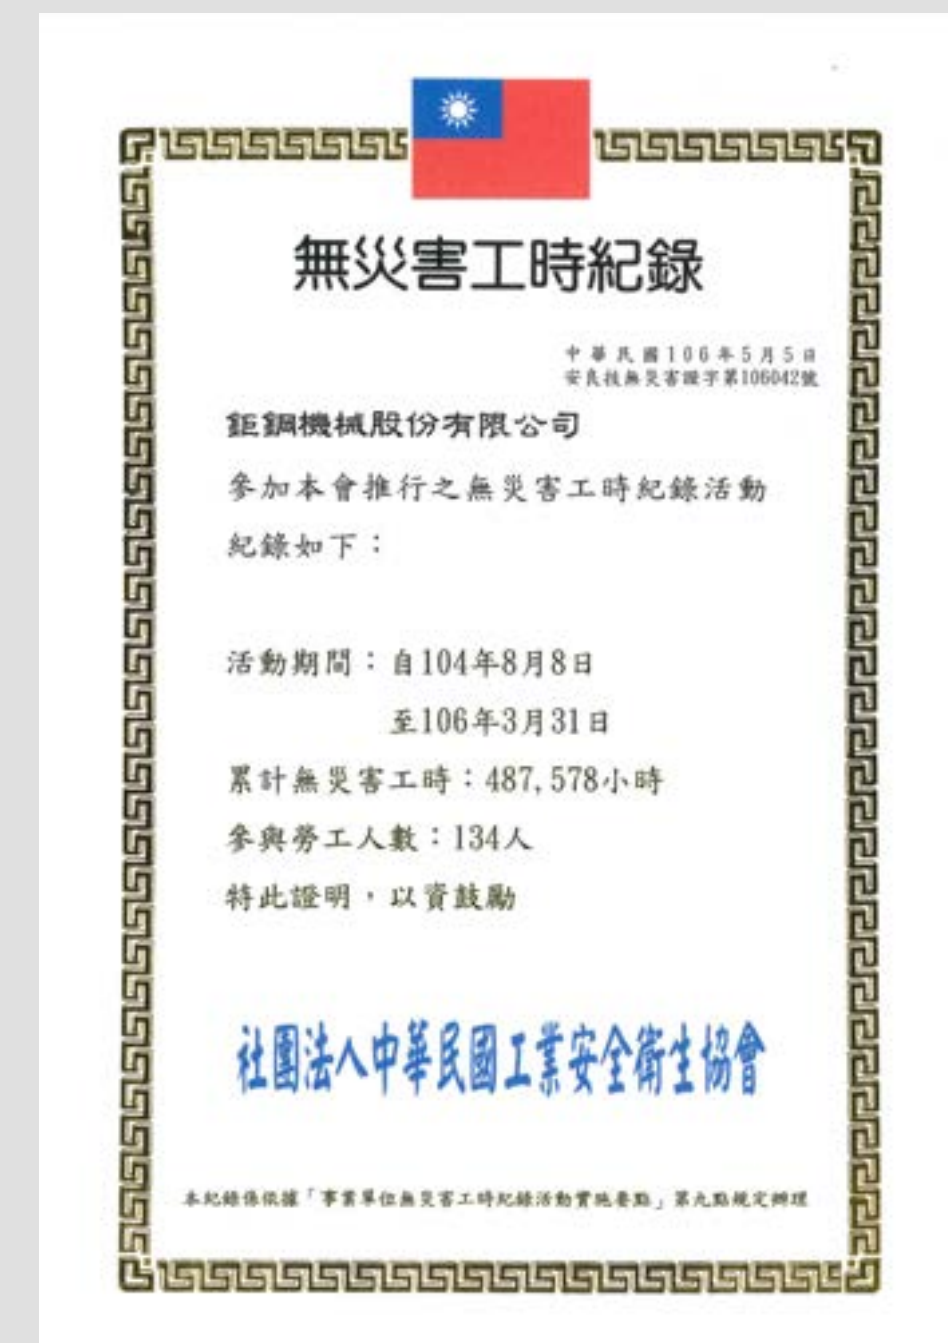 無災害工時紀錄
中華民國106年5月5日
安良技無災害證字第106042號
鉅鋼機械股份有限公司
參加本會推行之無災害工時紀錄活動
紀錄如下：
活動期間：自104年8月8日
至106年3月31日
累計無災害工時：487,578小時
參與勞工人數：134人
特此證明，以資鼓勵
社團法人中華民國工業安全衛生協會
本紀錄係依據「事業單位無災害工時紀錄活動實施要點」第九點規定辦理